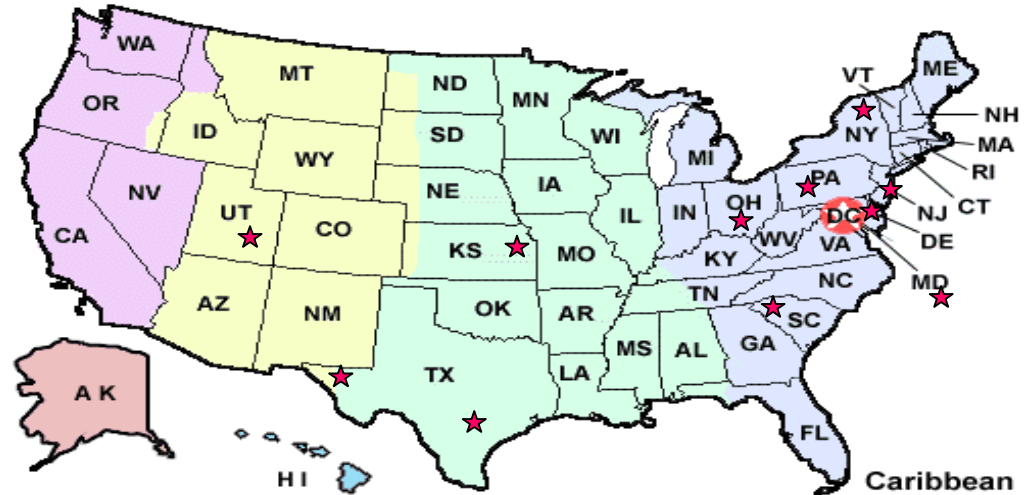 WA
MT
ND
MN
VT
ME
OR
ID
SD
WI
NY
NH
MA
WY
MI
RI
NE
IA
PA
NV
UT
CO
IL
IN
OH
NJ
CT
DC
DE
CA
KS
MO
WV
VA
KY
MD
AZ
NM
OK
AR
TN
NC
SC
MS
AL
GA
TX
LA
AK
FL
HI
Caribbean